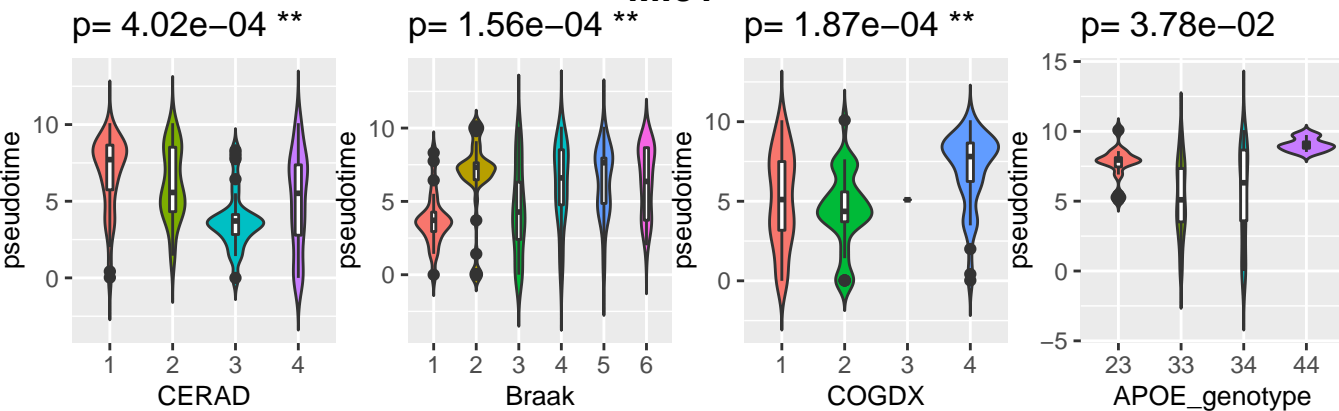 p= 4.02e−04 **
p= 1.56e−04 **
p= 1.87e−04 **
p= 3.78e−02
pseudotime
10
5
0
1 2 3 4
CERAD
pseudotime
10
5
0
1 2 3 4 5 6
Braak
pseudotime
10
5
0
1 2 3 4
COGDX
pseudotime
15
10
5
0
−5
23 33 34 44
APOE_genotype